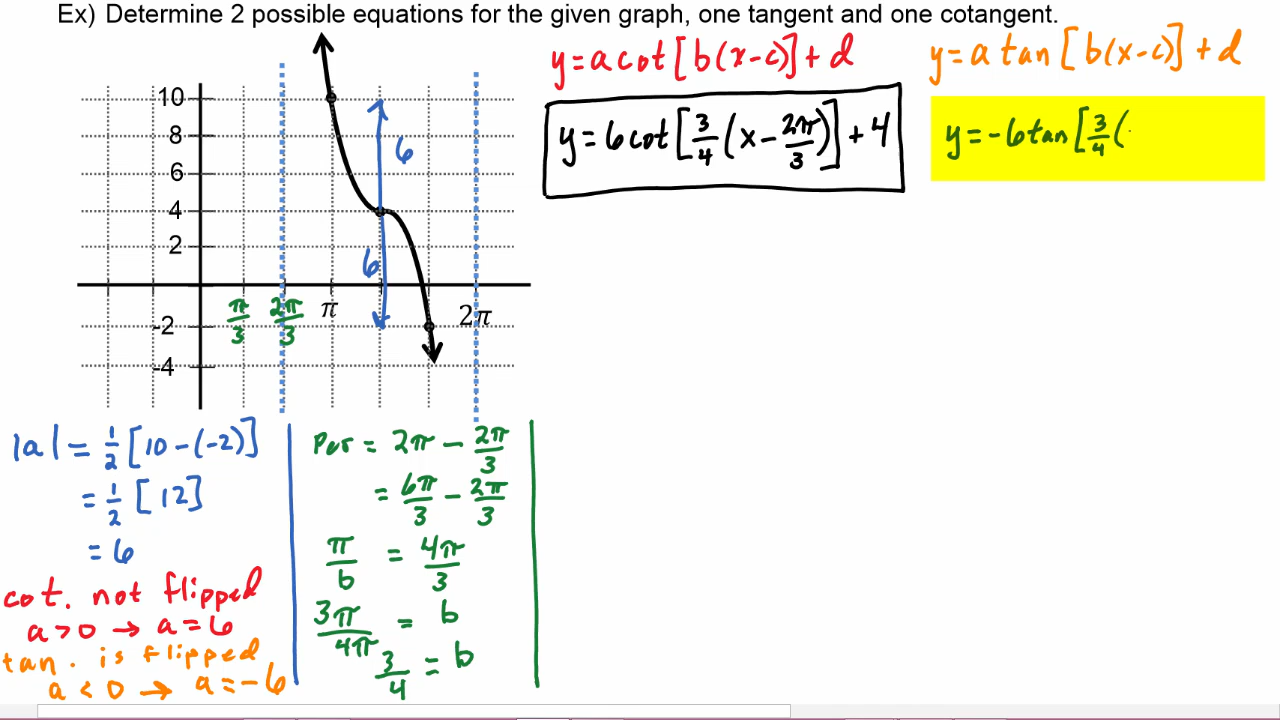 Ex) Determine 2 possible equations for the given graph, one tangent and one cotangent.
y = a cot [b(x-c)] + d
y = a tan [b(x-c)] + d
y = 6 cot [3/4 (x - 2π/3)] + 4
y = -6 tan [3/4 (
10
8
6
4
2
-2
-4
6
6
π/3
2π/3
π
2π
|a| = 1/2 [10 - (-2)]
= 1/2 [12]
= 6
cot. not flipped
a > 0 → a = 6
tan. is flipped
a < 0 → a = -6
Per = 2π - 2π/3
= 6π/3 - 2π/3
π/b = 4π/3
3π/4π = b
3/4 = b